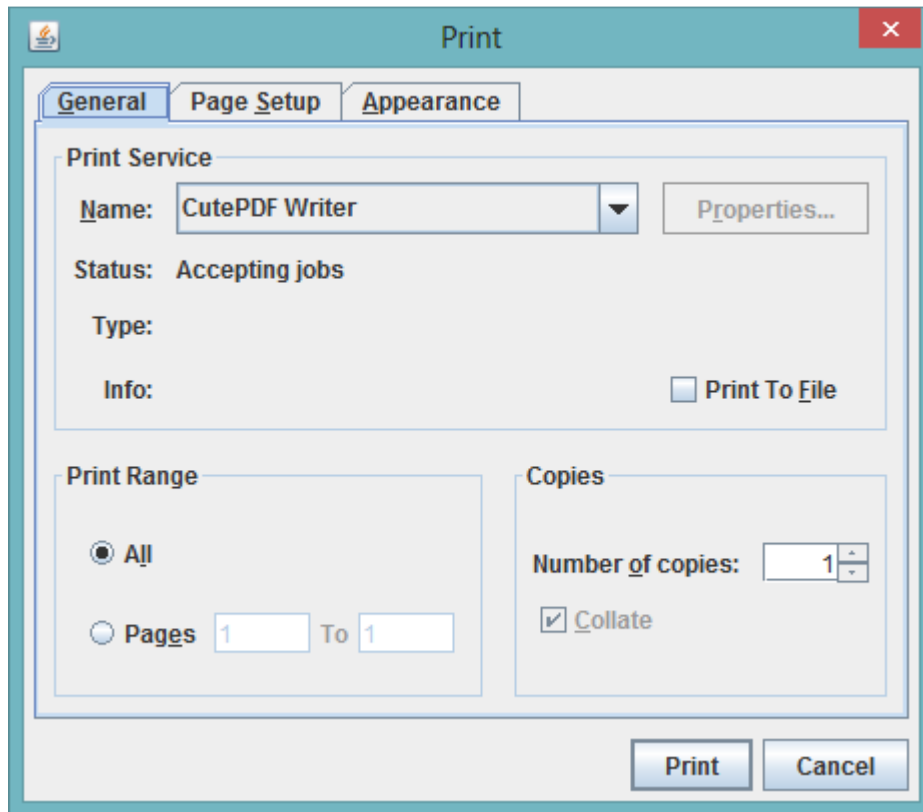 Print
General Page Setup Appearance
Print Service
Name: CutePDF Writer Properties...
Status: Accepting jobs
Type:
Info: Print To File
Print Range Copies
All
Number of copies: 1
Pages 1 To 1 Collate
Print Cancel